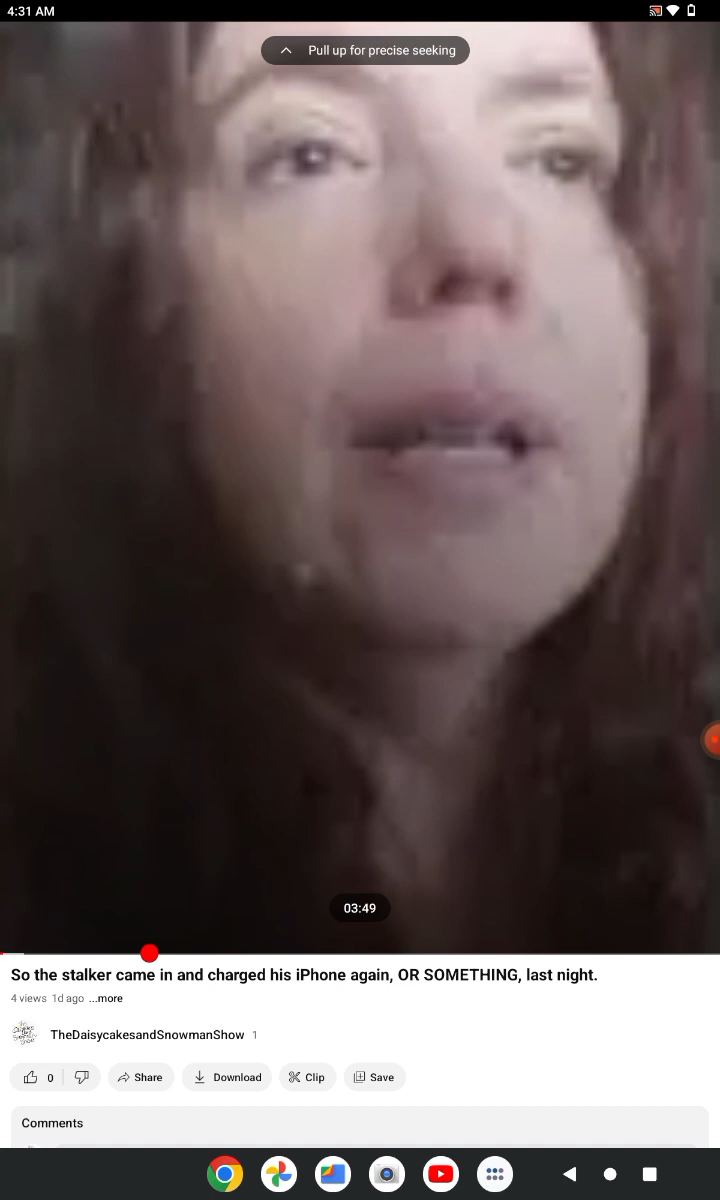 4:31 AM
Pull up for precise seeking
03:49
So the stalker came in and charged his iPhone again, OR SOMETHING, last night.
4 views 1d ago ...more
TheDaisycakesandSnowmanShow 1
0 Share Download Clip Save
Comments